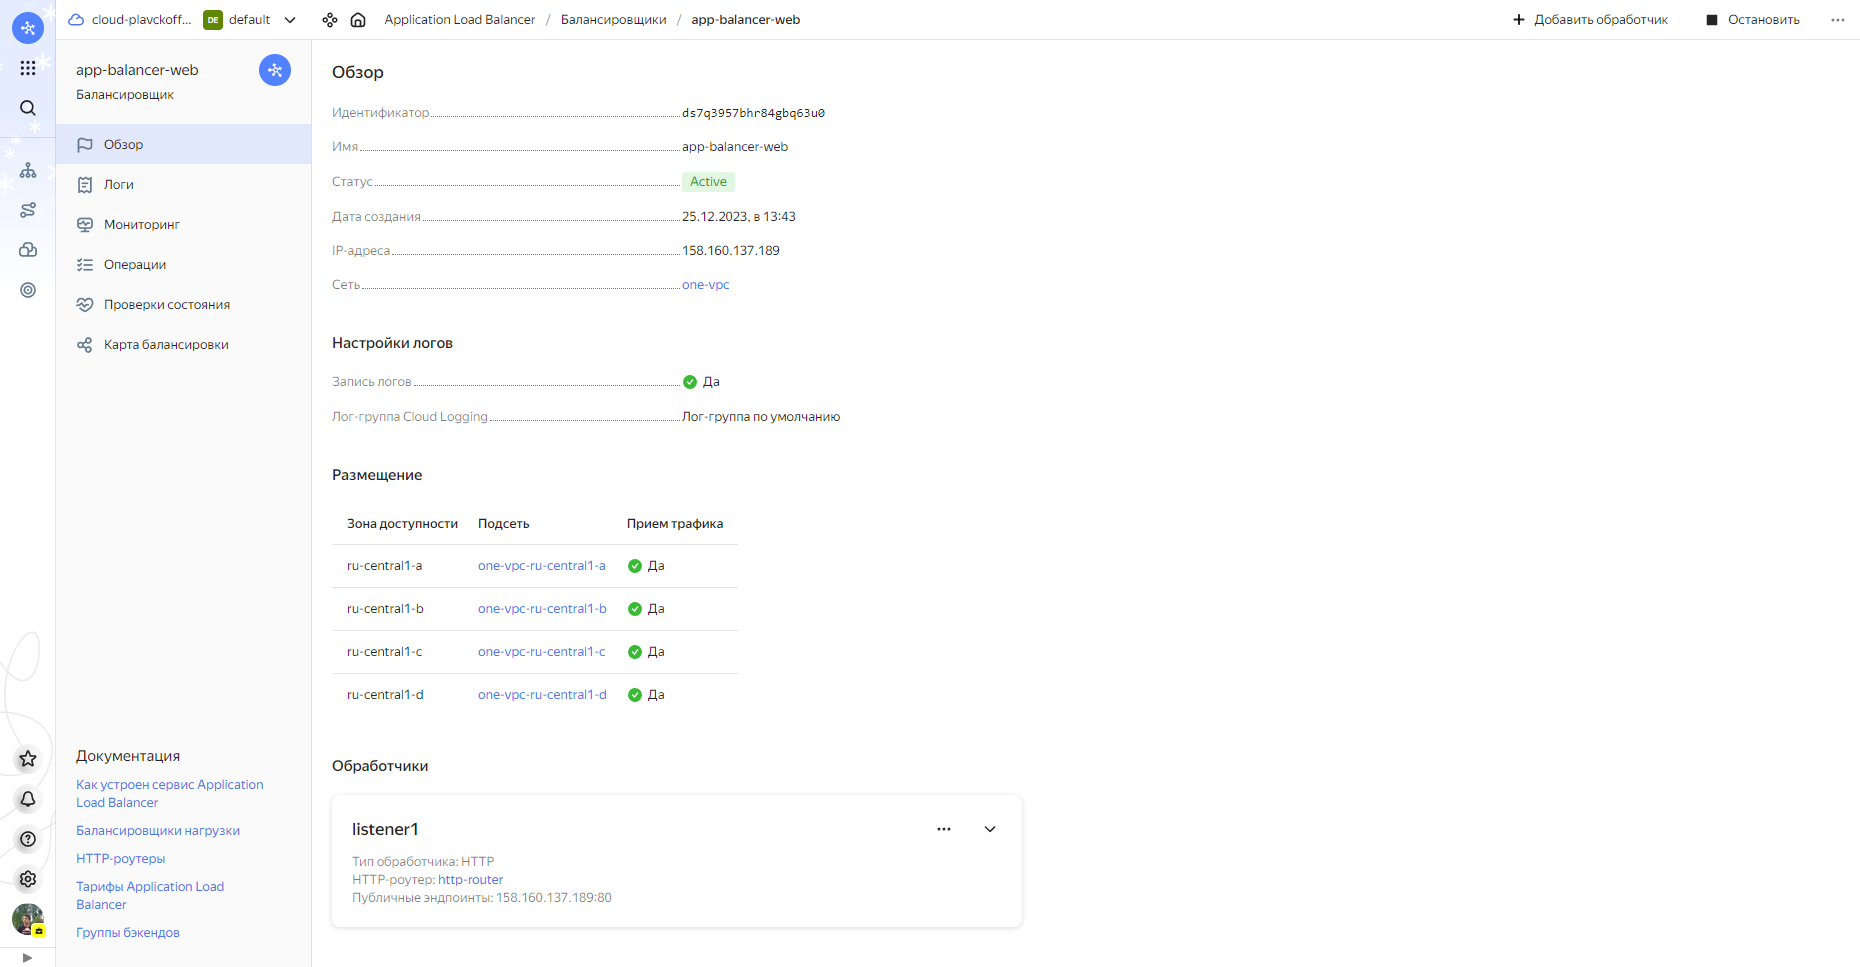 cloud-plavckoff...
DE
default
Application Load Balancer / Балансировщики / app-balancer-web
Добавить обработчик
Остановить
app-balancer-web
Балансировщик
Обзор
Логи
Мониторинг
Операции
Проверки состояния
Карта балансировки
Документация
Как устроен сервис Application
Load Balancer
Балансировщики нагрузки
HTTP-роутеры
Тарифы Application Load
Balancer
Группы бэкендов
Обзор
Идентификатор ds7q3957bhr84gbq63u0
Имя app-balancer-web
Статус Active
Дата создания 25.12.2023, в 13:43
IP-адреса 158.160.137.189
Сеть one-vpc
Настройки логов
Запись логов Да
Лог-группа Cloud Logging Лог-группа по умолчанию
Размещение
Зона доступности Подсеть Прием трафика
ru-central1-a one-vpc-ru-central1-a Да
ru-central1-b one-vpc-ru-central1-b Да
ru-central1-c one-vpc-ru-central1-c Да
ru-central1-d one-vpc-ru-central1-d Да
Обработчики
listener1
Тип обработчика: HTTP
HTTP-роутер: http-router
Публичные эндпоинты: 158.160.137.189:80